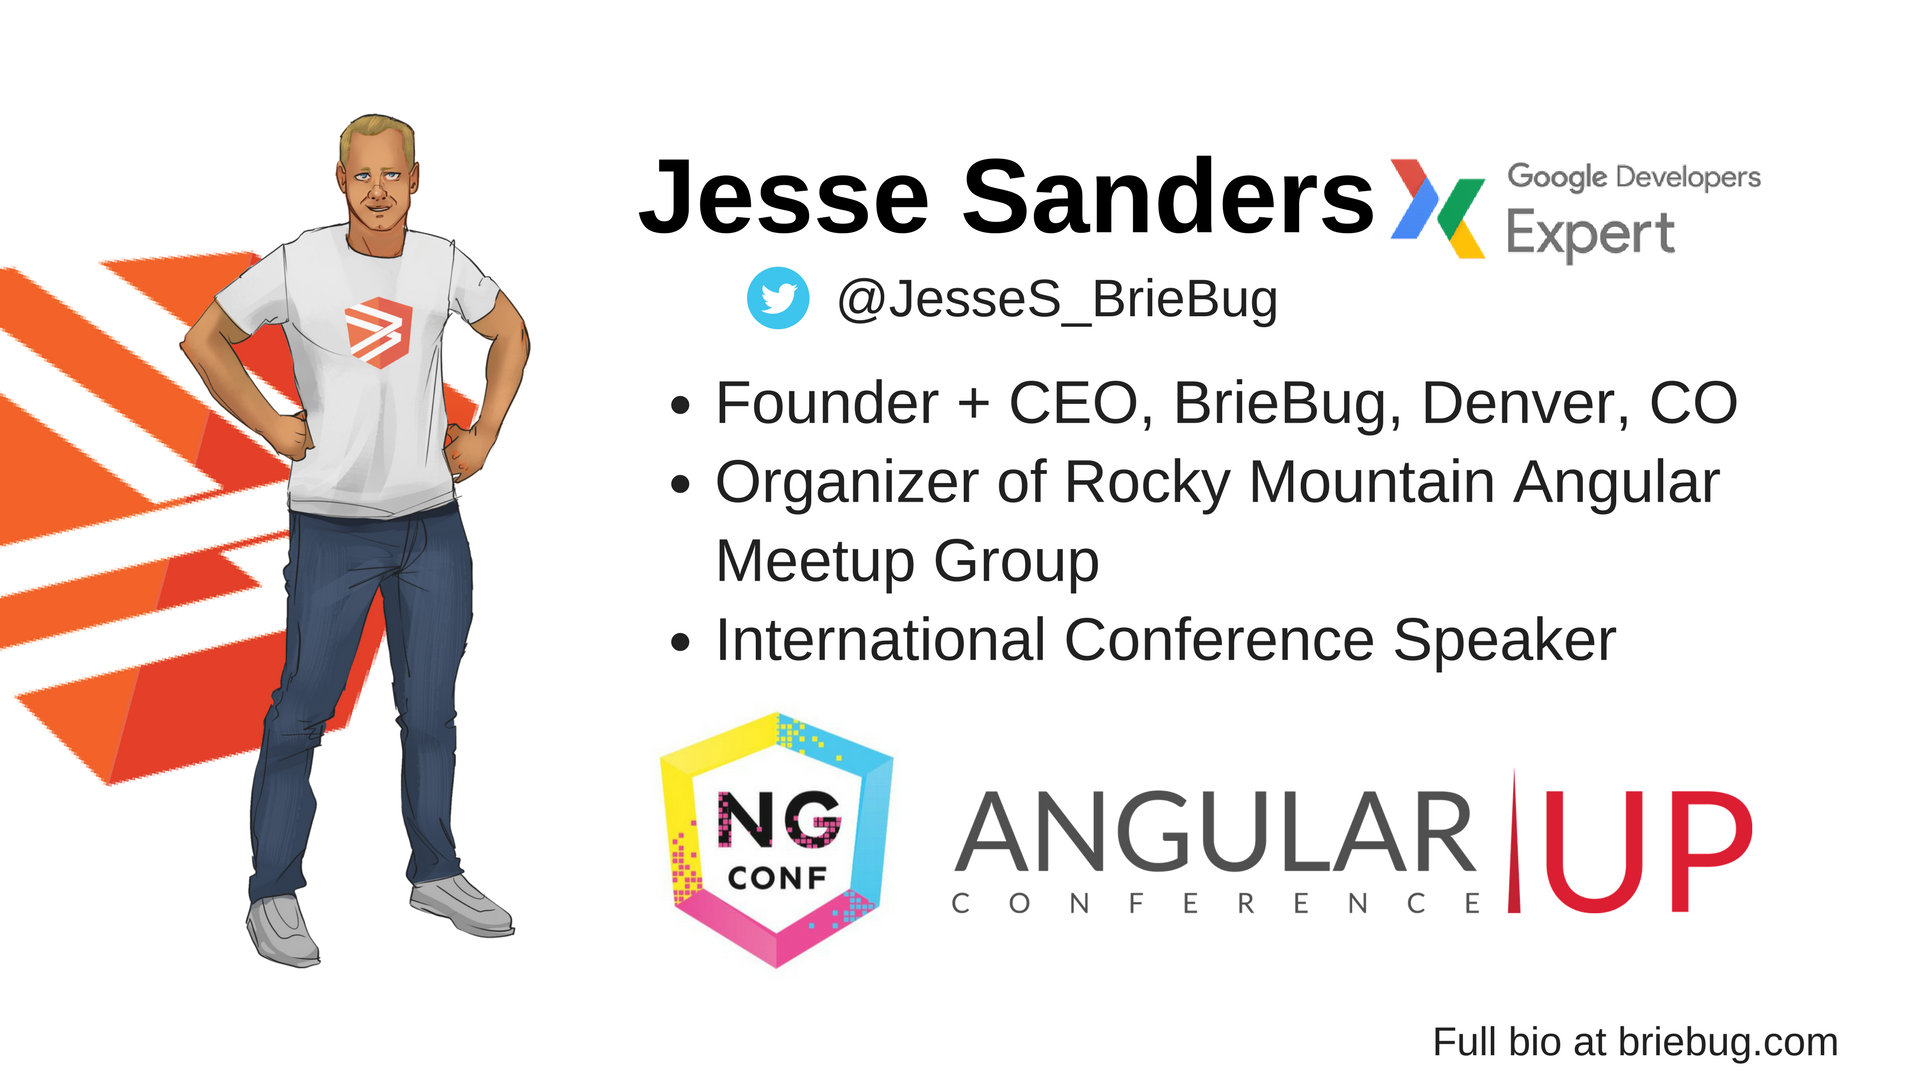 Jesse Sanders
Google Developers
Expert
@JesseS_BrieBug
• Founder + CEO, BrieBug, Denver, CO
• Organizer of Rocky Mountain Angular
Meetup Group
• International Conference Speaker
NG
CONF
ANGULAR UP
CONFERENCE
Full bio at briebug.com